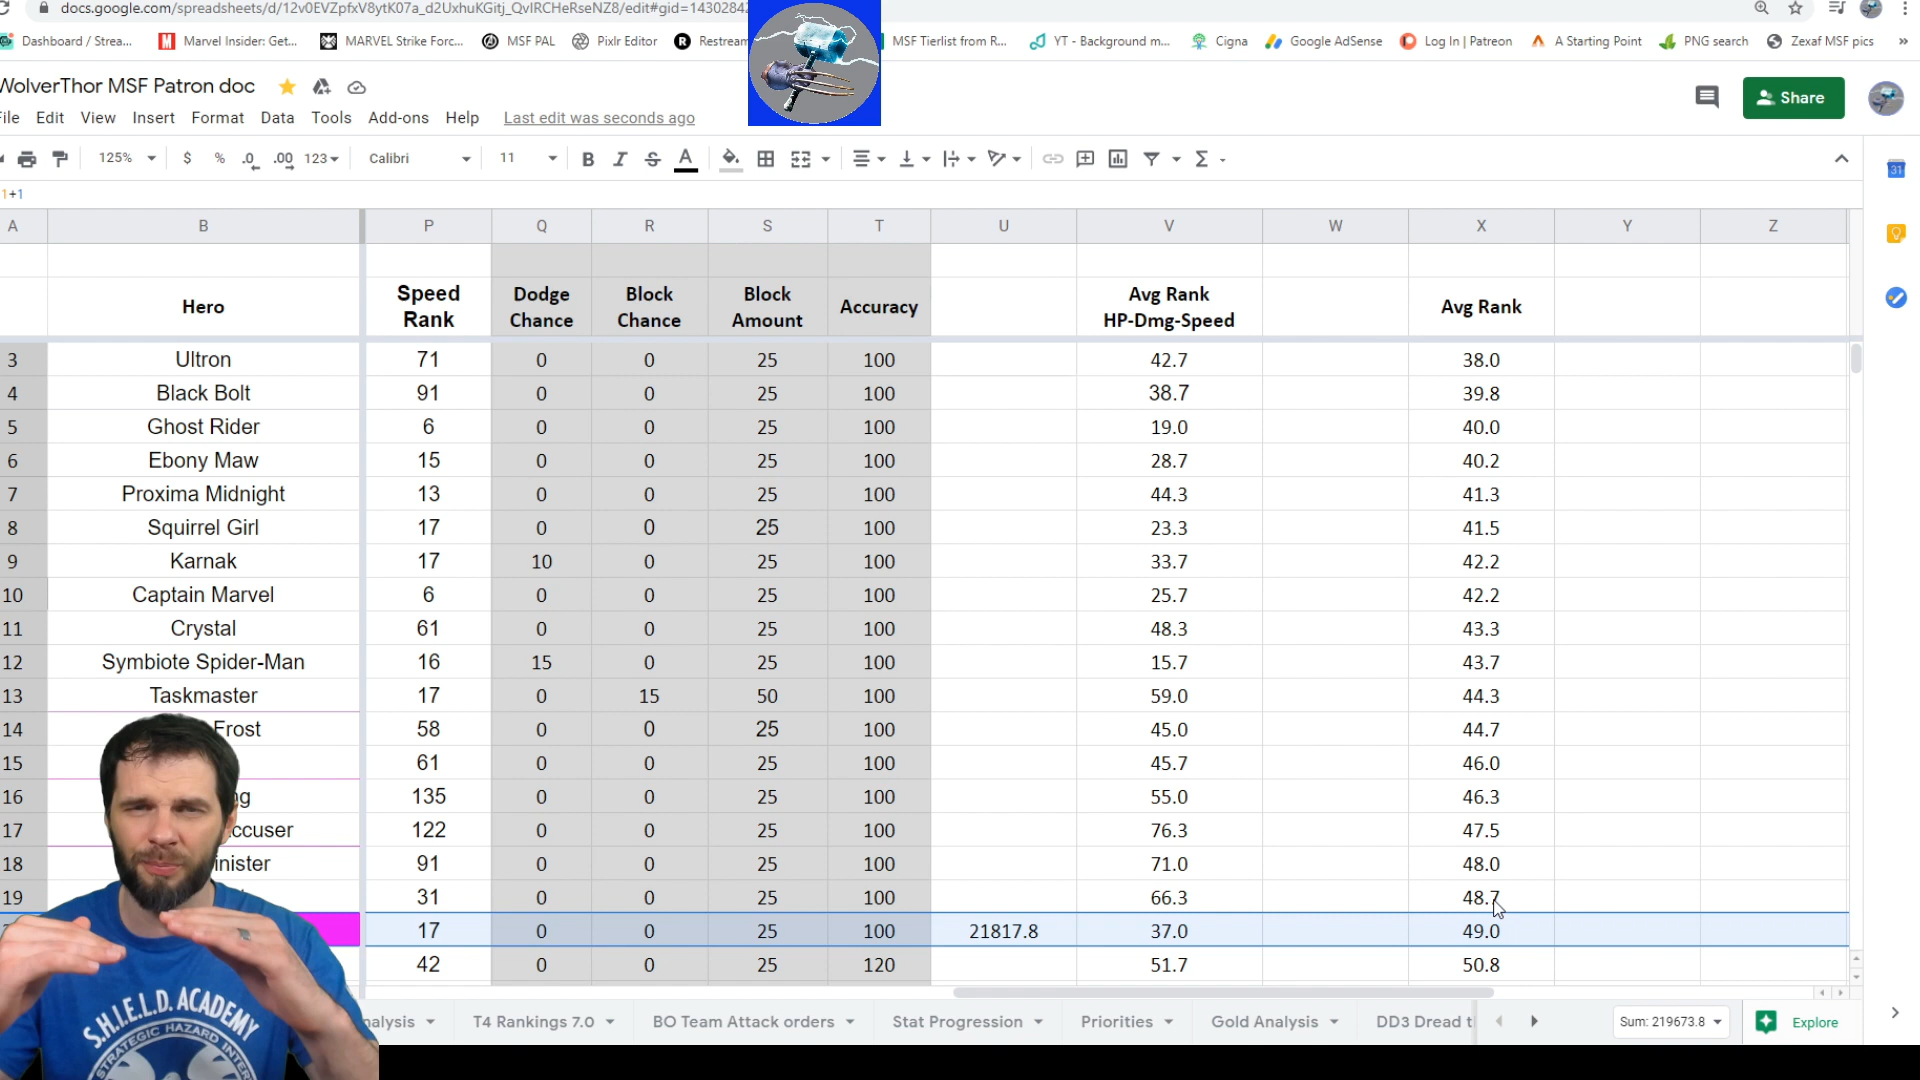 docs.google.com/spreadsheets/d/12v0EVZpfxV8ytK07a_d2UxhuKGitj_QvIRCHeRseNZ8/edit#gid=14302842
Dashboard / Strea... Marvel Insider: Get... MARVEL Strike Forc... MSF PAL Pixlr Editor Restream MSF Tierlist from R... YT - Background m... Cigna Google AdSense Log In | Patreon A Starting Point PNG search Zexaf MSF pics »
WolverThor MSF Patron doc
Share
File Edit View Insert Format Data Tools Add-ons Help Last edit was seconds ago
125% $ % .0 .00 123 Calibri 11 B I S A Σ
1+1
31
A B P Q R S T U V W X Y Z
Hero Speed Rank Dodge Chance Block Chance Block Amount Accuracy Avg Rank HP-Dmg-Speed Avg Rank
3 Ultron 71 0 0 25 100 42.7 38.0
4 Black Bolt 91 0 0 25 100 38.7 39.8
5 Ghost Rider 6 0 0 25 100 19.0 40.0
6 Ebony Maw 15 0 0 25 100 28.7 40.2
7 Proxima Midnight 13 0 0 25 100 44.3 41.3
8 Squirrel Girl 17 0 0 25 100 23.3 41.5
9 Karnak 17 10 0 25 100 33.7 42.2
10 Captain Marvel 6 0 0 25 100 25.7 42.2
11 Crystal 61 0 0 25 100 48.3 43.3
12 Symbiote Spider-Man 16 15 0 25 100 15.7 43.7
13 Taskmaster 17 0 15 50 100 59.0 44.3
14 Frost 58 0 0 25 100 45.0 44.7
15 61 0 0 25 100 45.7 46.0
16 ng 135 0 0 25 100 55.0 46.3
17 ccuser 122 0 0 25 100 76.3 47.5
18 inister 91 0 0 25 100 71.0 48.0
19 31 0 0 25 100 66.3 48.7
17 0 0 25 100 21817.8 37.0 49.0
42 0 0 25 120 51.7 50.8
nalysis T4 Rankings 7.0 BO Team Attack orders Stat Progression Priorities Gold Analysis DD3 Dread t Sum: 219673.8 Explore
S.H.I.E.L.D. ACADEMY
STRATEGIC HAZARD INTER